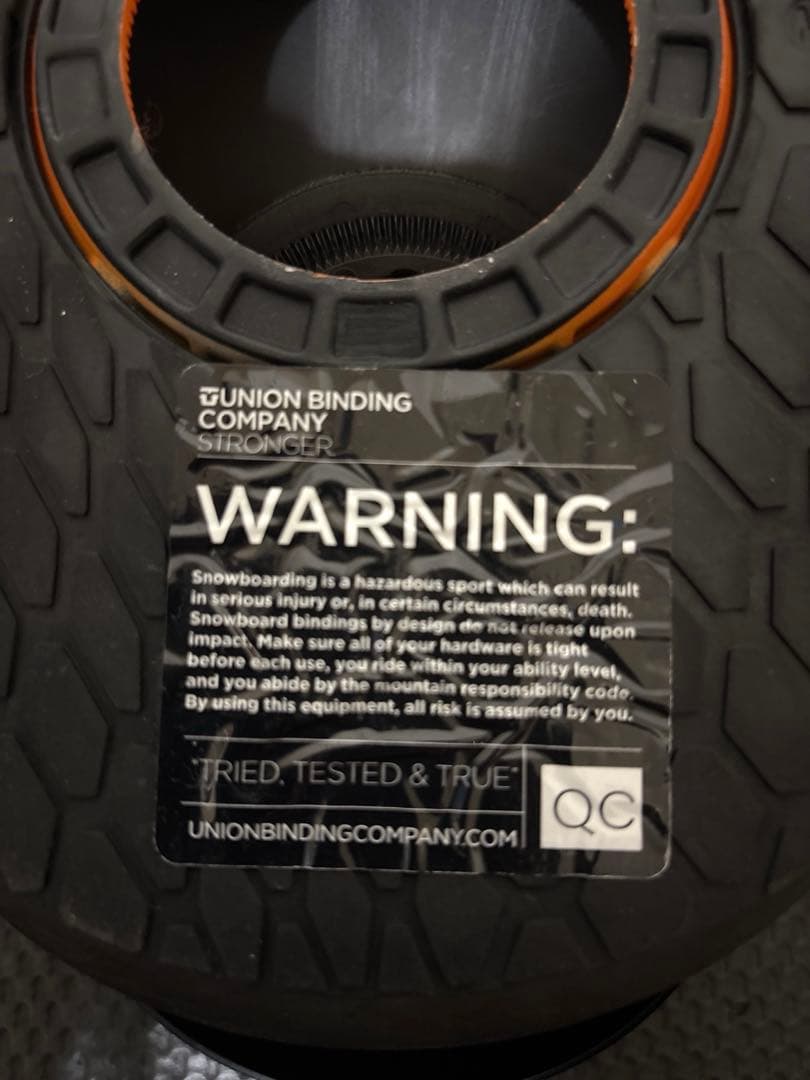 UNION BINDING
COMPANY
STRONGER
WARNING:
Snowboarding is a hazardous sport which can result
in serious injury or, in certain circumstances, death.
Snowboard bindings by design do not release upon
impact. Make sure all of your hardware is tight
before each use, you ride within your ability level,
and you abide by the mountain responsibility code.
By using this equipment, all risk is assumed by you.
"TRIED, TESTED & TRUE"
UNIONBINDINGCOMPANY.COM
QC